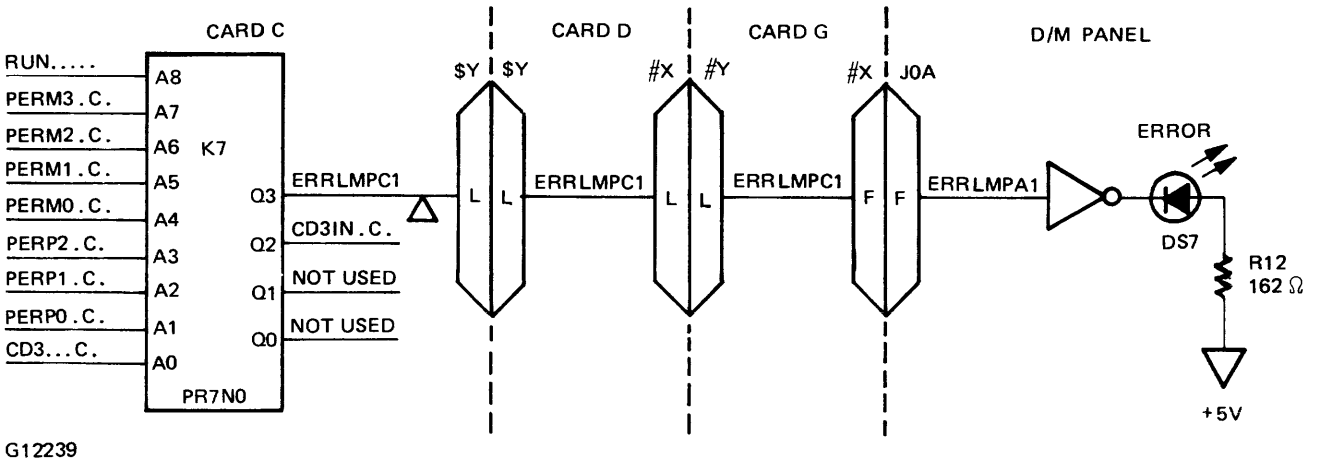 CARD C
CARD D
CARD G
D/M PANEL
RUN.....
PERM3.C.
PERM2.C.
PERM1.C.
PERM0.C.
PERP2.C.
PERP1.C.
PERP0.C.
CD3...C.
A8
A7
A6
A5
A4
A3
A2
A1
A0
K7
Q3
Q2
Q1
Q0
PR7N0
ERRLMPC1
CD3IN.C.
NOT USED
NOT USED
$Y
$Y
L
L
ERRLMPC1
#X
#Y
L
L
ERRLMPC1
#X
J0A
F
F
ERRLMPA1
ERROR
DS7
R12
162 Ω
+5V
G12239